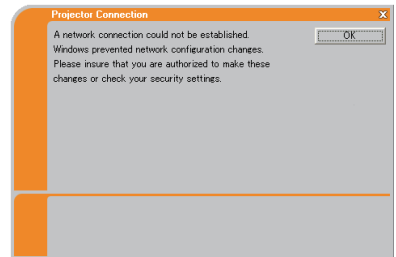 Projector Connection
X
A network connection could not be established.
OK
Windows prevented network configuration changes.
Please insure that you are authorized to make these
changes or check your security settings.